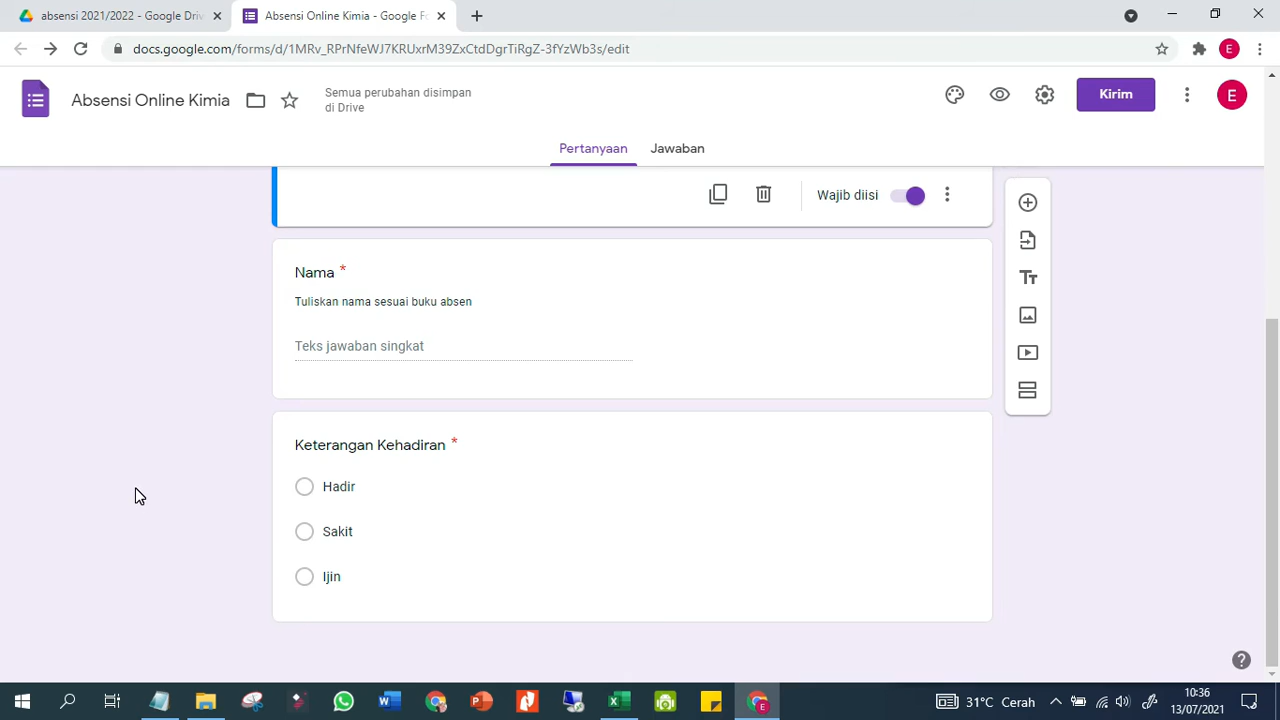 absensi 2021/2022 - Google Driv
Absensi Online Kimia - Google Fo
docs.google.com/forms/d/1MRv_RPrNfeWJ7KRUxrM39ZxCtdDgrTiRgZ-3fYzWb3s/edit
E
Absensi Online Kimia
Semua perubahan disimpan
di Drive
Kirim
E
Pertanyaan
Jawaban
Wajib diisi
Nama *
Tuliskan nama sesuai buku absen
Teks jawaban singkat
Keterangan Kehadiran *
Hadir
Sakit
Ijin
31°C Cerah
10:36
13/07/2021